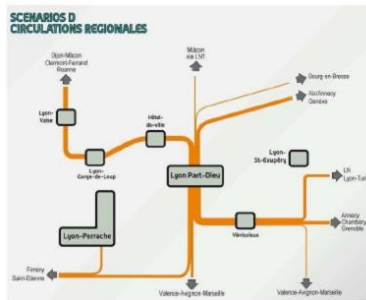 SCENARIOS D
CIRCULATIONS REGIONALES
Dijon-Mâcon
Clermont-Ferrand
Roanne
Mâcon
via LN1
Bourg-en-Bresse
Genève
Lyon-
Vaise
Hôtel-
de-ville
Lyon-
Gorge-de-Loup
Lyon Part-Dieu
Lyon-
St-Exupéry
LN
Lyon-Turin
Lyon-Perrache
Vénissieux
Annecy
Chambéry
Grenoble
Firminy
Saint-Etienne
Valence-Avignon-Marseille
Valence-Avignon-Marseille